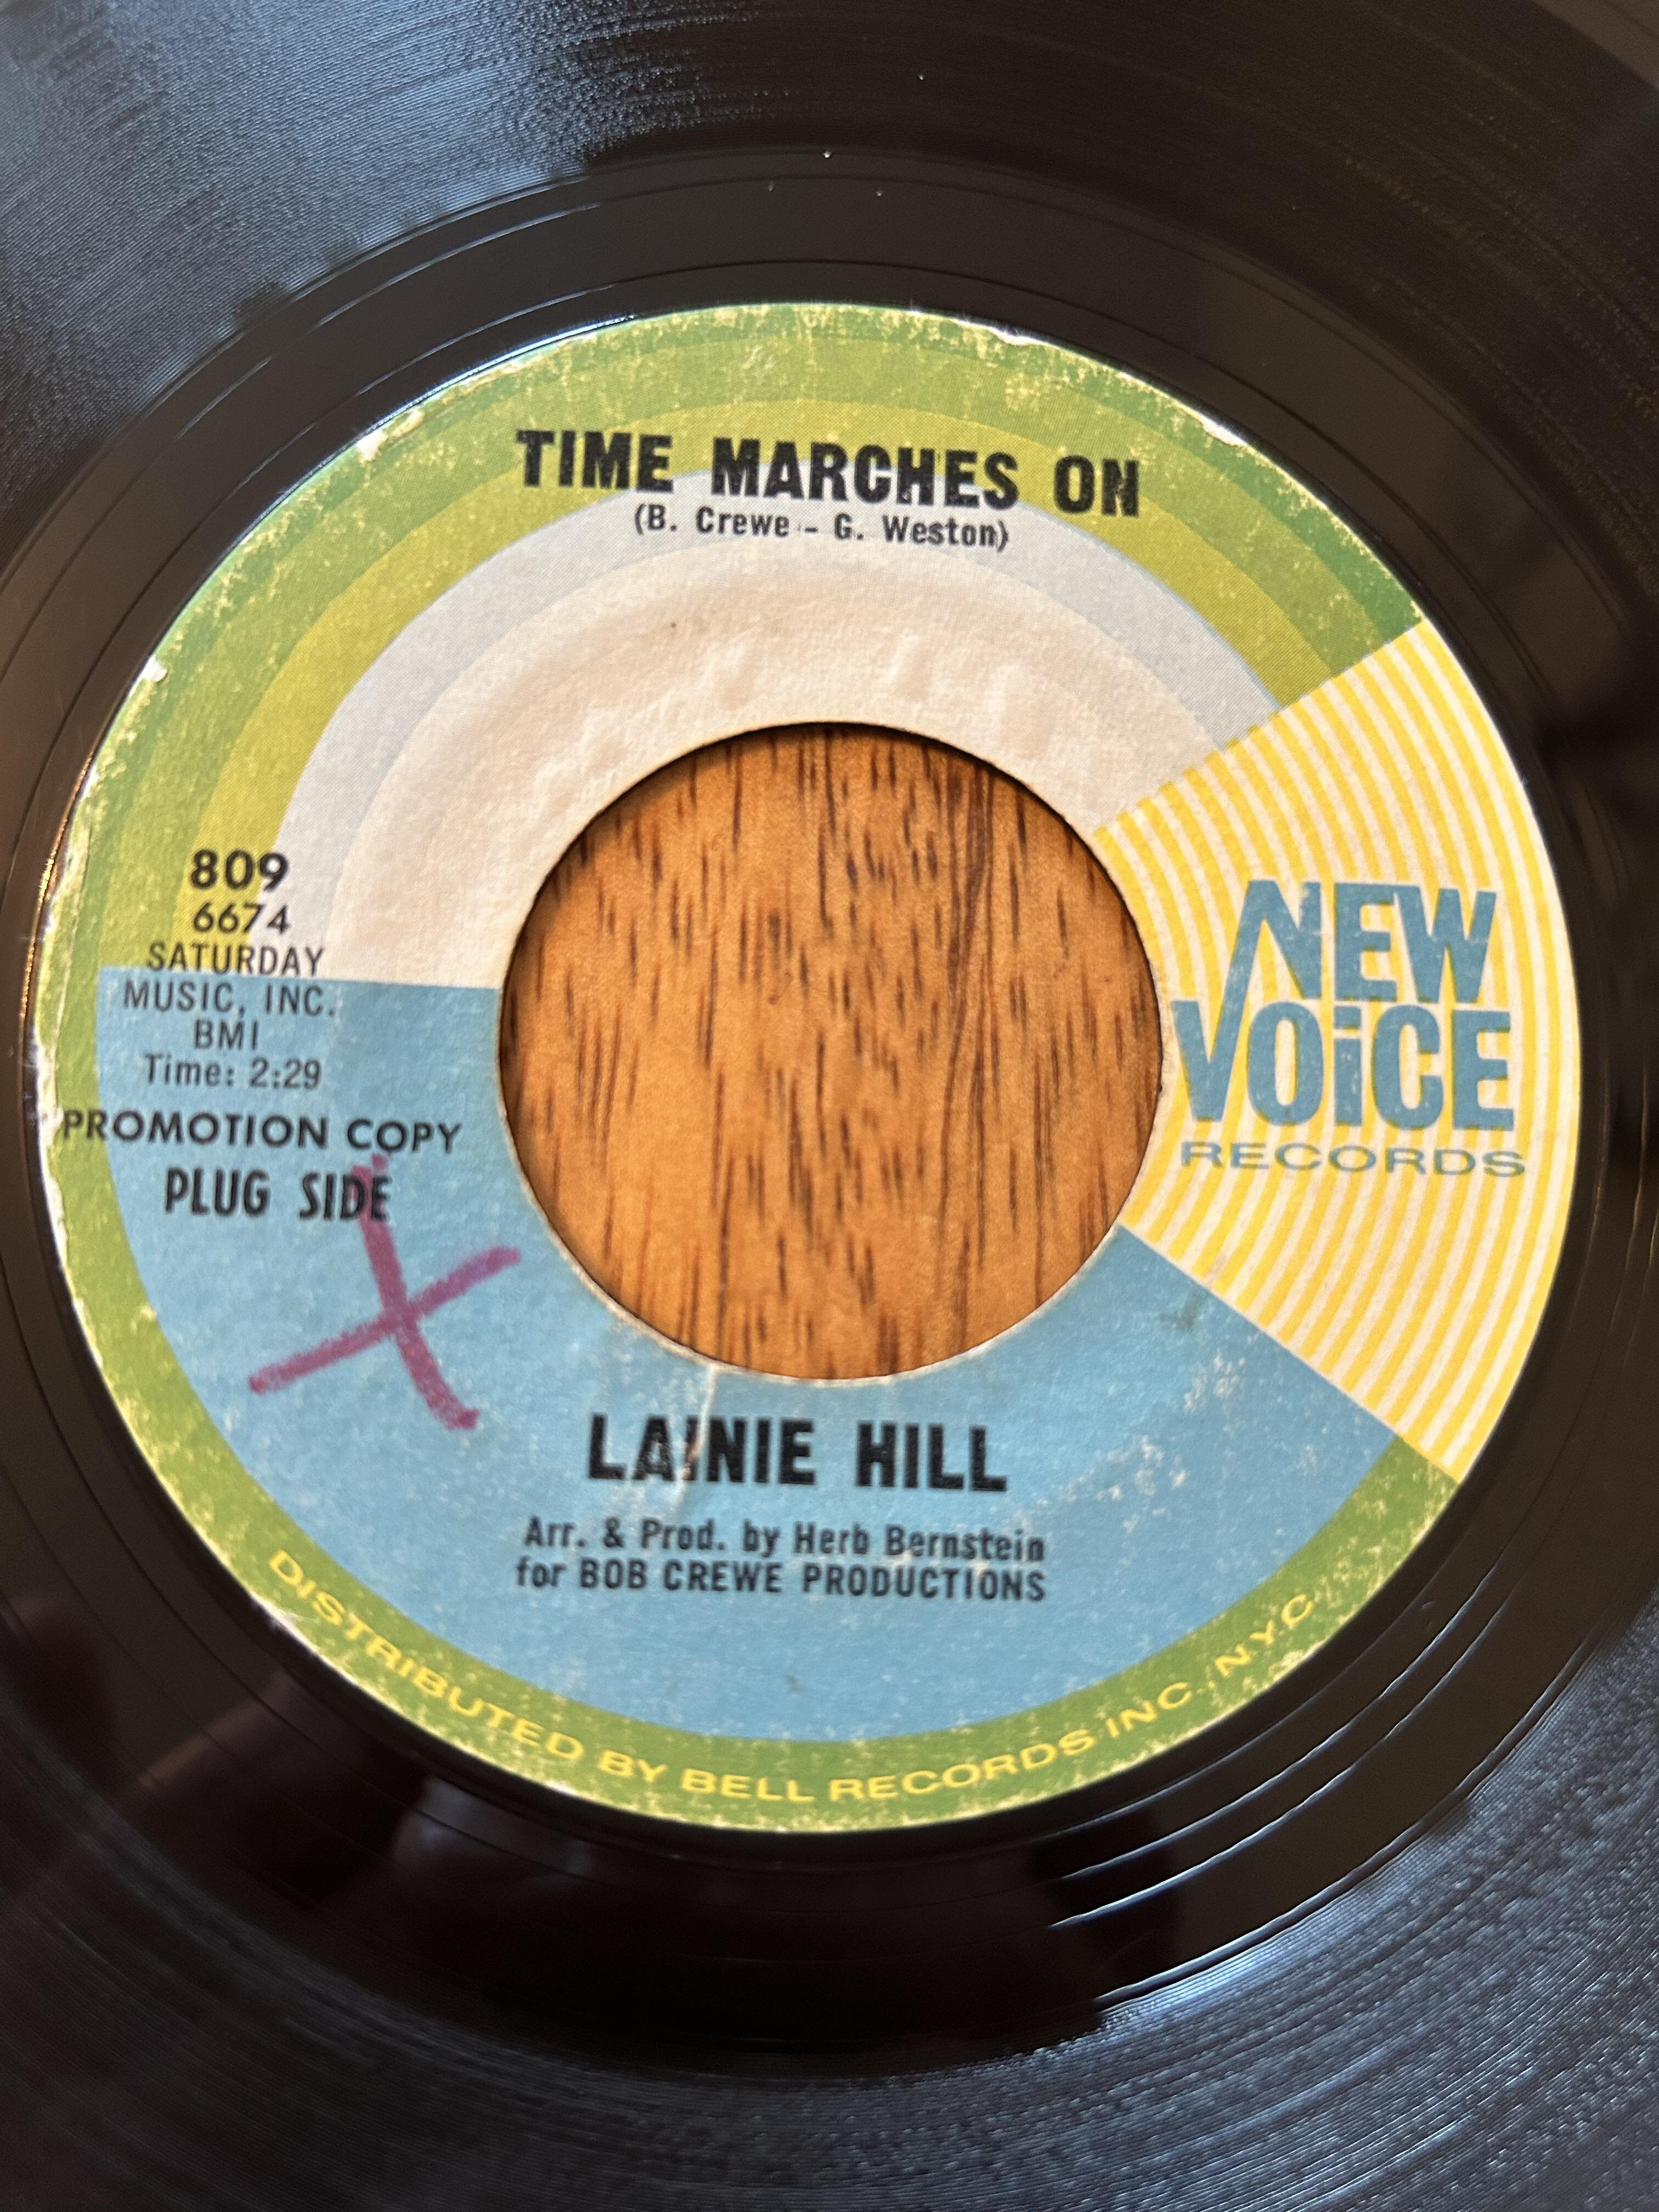 TIME MARCHES ON
(B. Crewe - G. Weston)
809
6674
SATURDAY
MUSIC, INC.
BMI
Time: 2:29
PROMOTION COPY
PLUG SIDE
X
NEW
VOiCE
RECORDS
LAINIE HILL
Arr. & Prod. by Herb Bernstein
for BOB CREWE PRODUCTIONS
DISTRIBUTED BY BELL RECORDS INC., N.Y.C